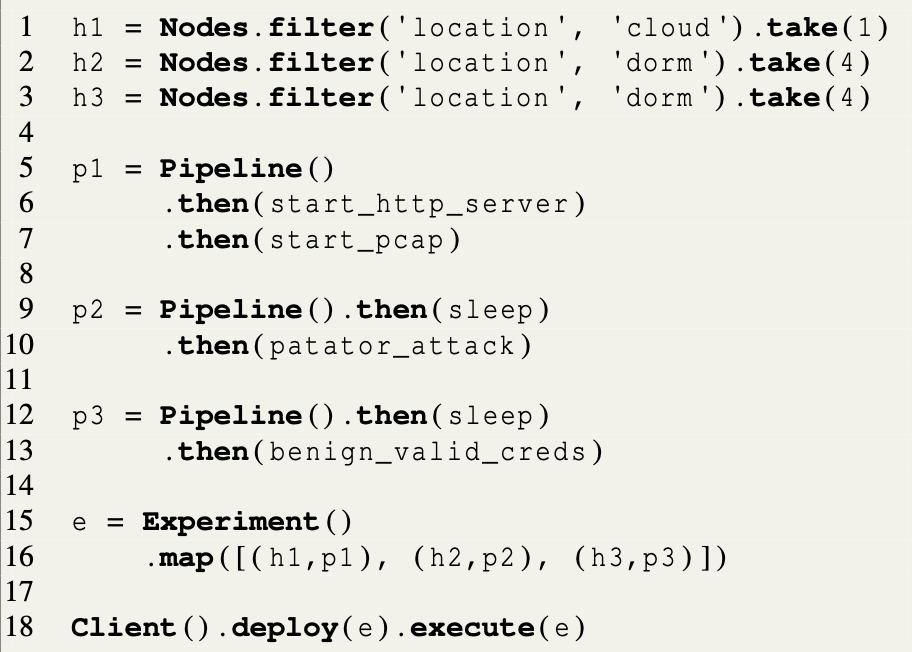 1 h1 = Nodes.filter('location', 'cloud').take(1)
2 h2 = Nodes.filter('location', 'dorm').take(4)
3 h3 = Nodes.filter('location', 'dorm').take(4)
4
5 p1 = Pipeline()
6 .then(start_http_server)
7 .then(start_pcap)
8
9 p2 = Pipeline().then(sleep)
10 .then(patator_attack)
11
12 p3 = Pipeline().then(sleep)
13 .then(benign_valid_creds)
14
15 e = Experiment()
16 .map([(h1,p1), (h2,p2), (h3,p3)])
17
18 Client().deploy(e).execute(e)